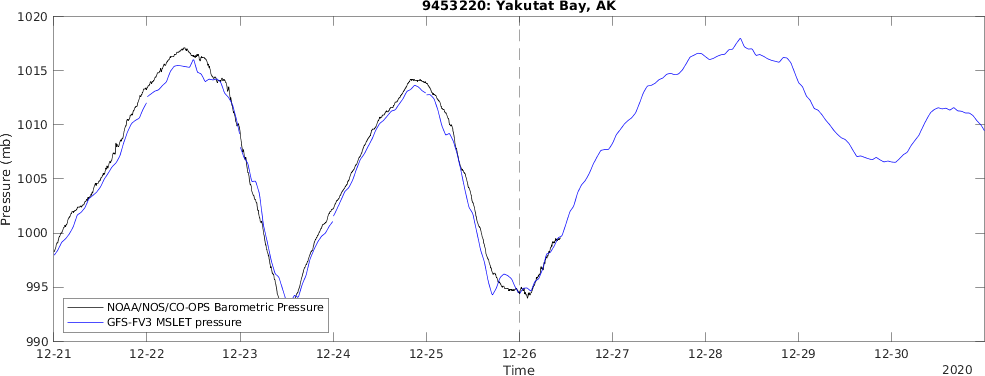 9453220: Yakutat Bay, AK
Pressure (mb)
1020
1015
1010
1005
1000
995
990
NOAA/NOS/CO-OPS Barometric Pressure
GFS-FV3 MSLET pressure
12-21 12-22 12-23 12-24 12-25 12-26 12-27 12-28 12-29 12-30
Time
2020